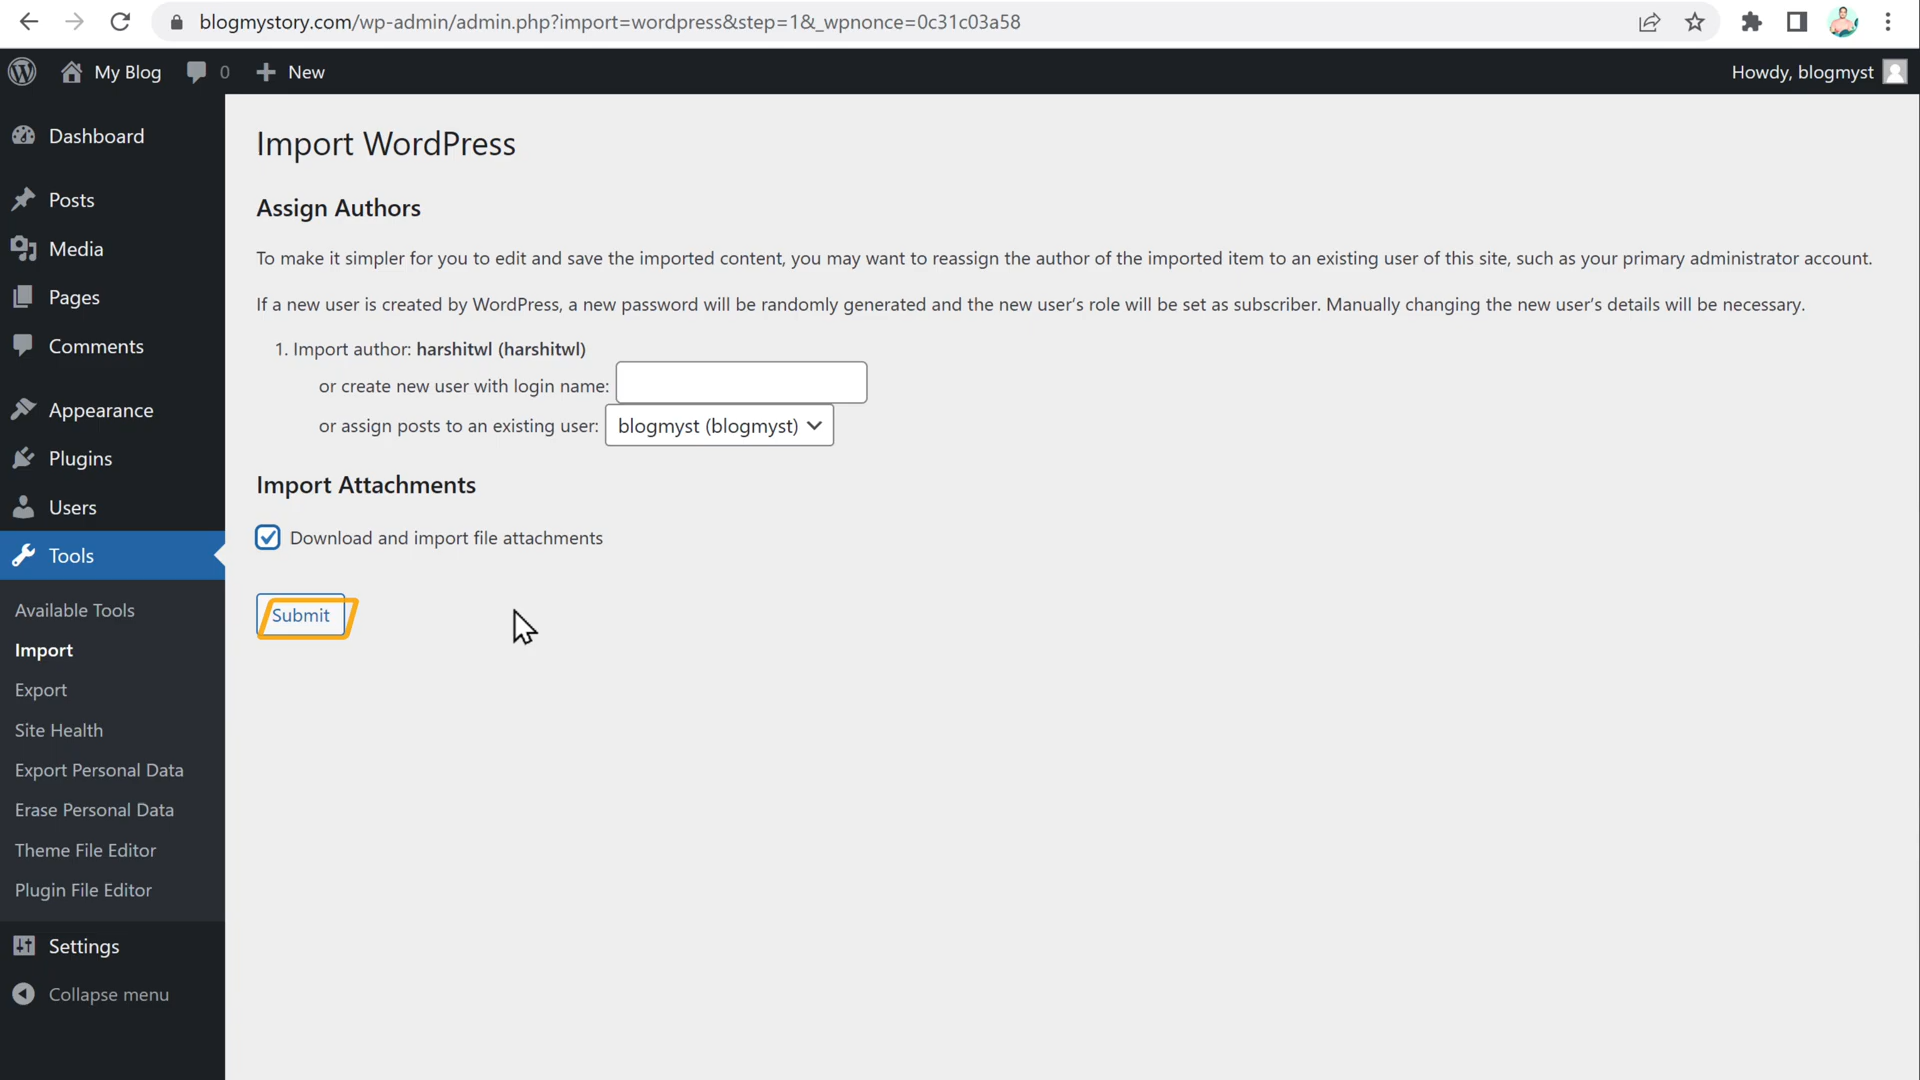 blogmystory.com/wp-admin/admin.php?import=wordpress&step=1&_wpnonce=0c31c03a58
My Blog
0
New
Howdy, blogmyst
Dashboard
Posts
Media
Pages
Comments
Appearance
Plugins
Users
Tools
Available Tools
Import
Export
Site Health
Export Personal Data
Erase Personal Data
Theme File Editor
Plugin File Editor
Settings
Collapse menu
Import WordPress
Assign Authors
To make it simpler for you to edit and save the imported content, you may want to reassign the author of the imported item to an existing user of this site, such as your primary administrator account.
If a new user is created by WordPress, a new password will be randomly generated and the new user’s role will be set as subscriber. Manually changing the new user’s details will be necessary.
1. Import author: harshitwl (harshitwl)
or create new user with login name:
or assign posts to an existing user: blogmyst (blogmyst)
Import Attachments
Download and import file attachments
Submit